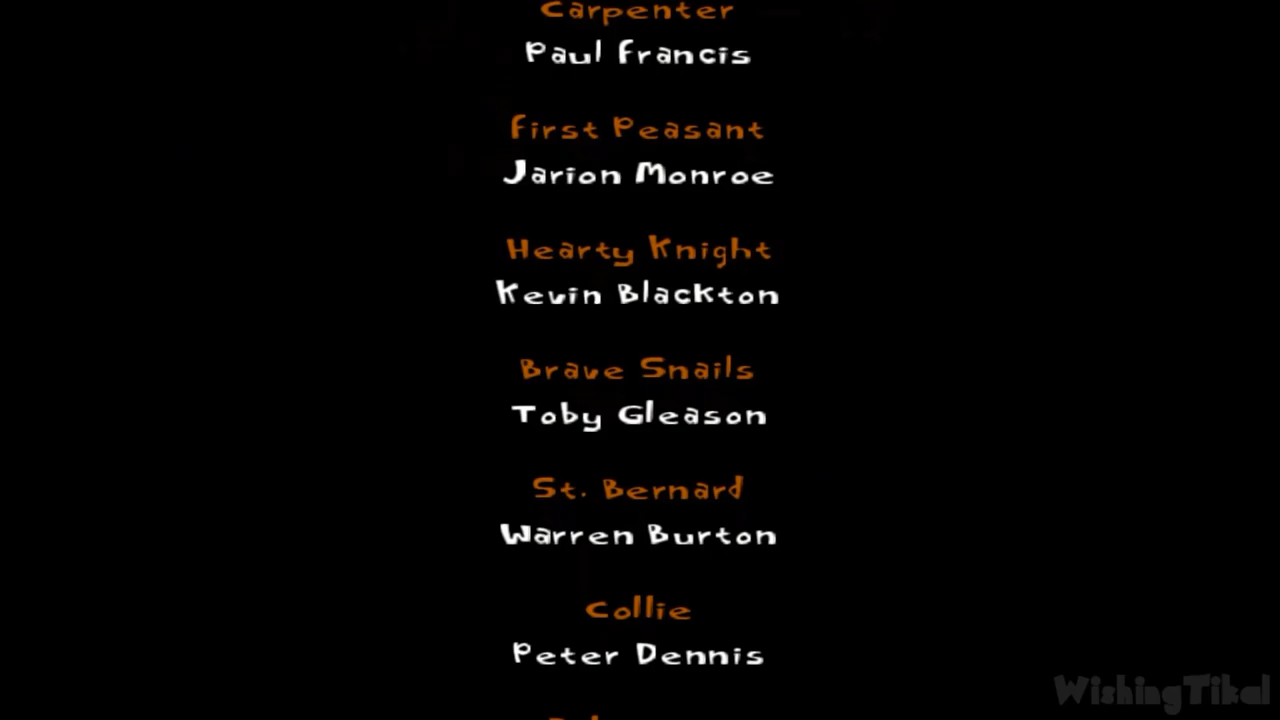 Carpenter
Paul Francis
First Peasant
Jarion Monroe
Hearty Knight
Kevin Blackton
Brave Snails
Toby Gleason
St. Bernard
Warren Burton
Collie
Peter Dennis
WishingTikal